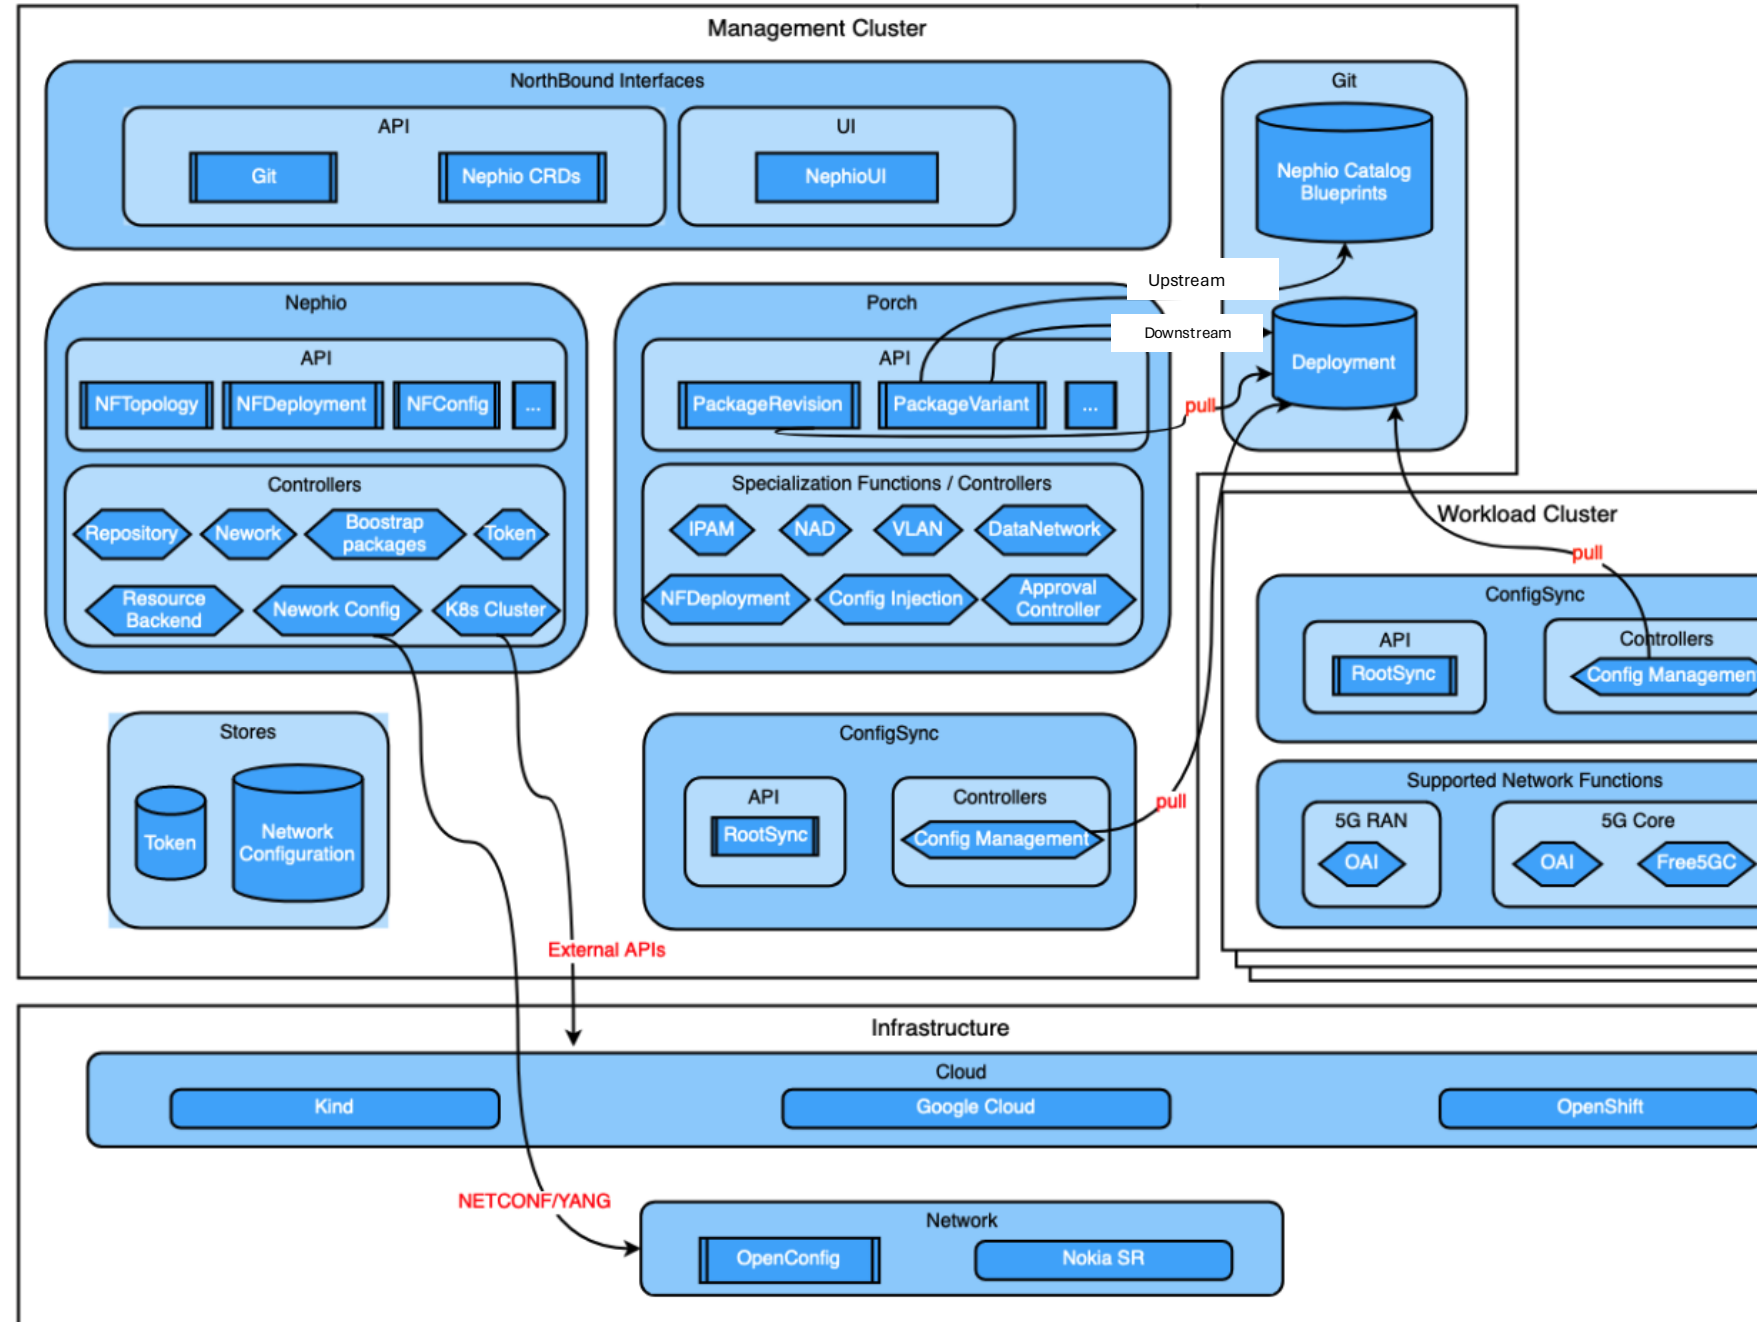 Management Cluster
NorthBound Interfaces
API
Git
Nephio CRDs
UI
NephioUI
Git
Nephio Catalog
Blueprints
Deployment
Upstream
Downstream
Nephio
API
NFTopology
NFDeployment
NFConfig
...
Controllers
Repository
Nework
Boostrap
packages
Token
Resource
Backend
Nework Config
K8s Cluster
Porch
API
PackageRevision
PackageVariant
...
pull
Specialization Functions / Controllers
IPAM
NAD
VLAN
DataNetwork
NFDeployment
Config Injection
Approval
Controller
Stores
Token
Network
Configuration
ConfigSync
API
RootSync
Controllers
Config Management
pull
External APIs
Workload Cluster
pull
ConfigSync
API
RootSync
Controllers
Config Managemen
Supported Network Functions
5G RAN
OAI
5G Core
OAI
Free5GC
Infrastructure
Cloud
Kind
Google Cloud
OpenShift
NETCONF/YANG
Network
OpenConfig
Nokia SR